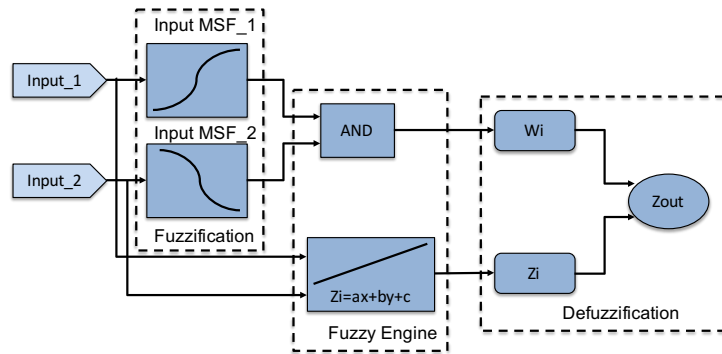 Input MSF_1
Input_1
Input MSF_2
Input_2
Fuzzification
AND
Zi=ax+by+c
Fuzzy Engine
Wi
Zout
Zi
Defuzzification